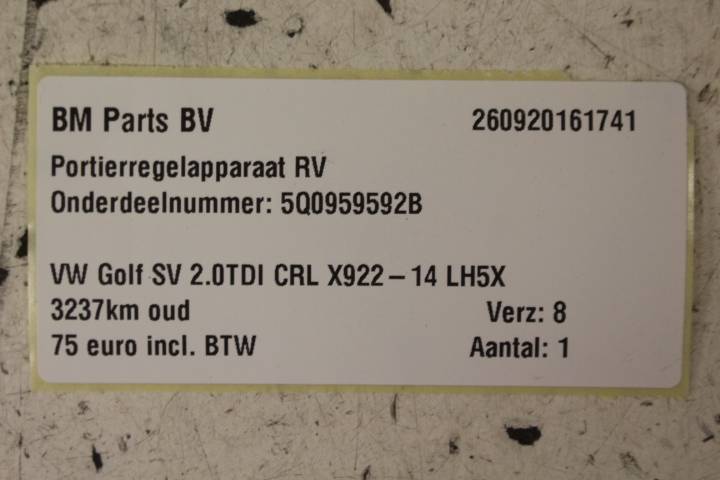 BM Parts BV 260920161741
Portierregelapparaat RV
Onderdeelnummer: 5Q0959592B
VW Golf SV 2.0TDI CRL X922-14 LH5X
3237km oud Verz: 8
75 euro incl. BTW Aantal: 1